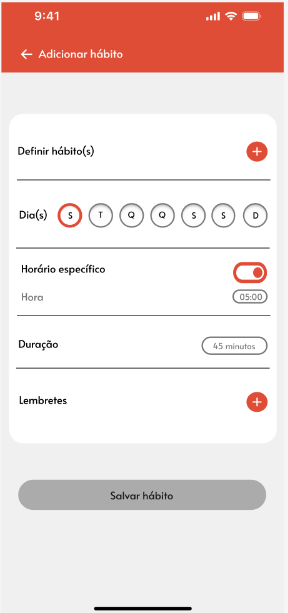 9:41
Adicionar hábito
Definir hábito(s)
Dia(s) S T Q Q S S D
Horário específico
Hora 05:00
Duração 45 minutos
Lembretes
Salvar hábito